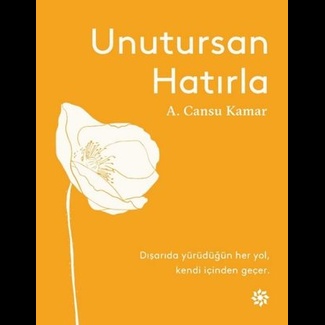 Unutursan
Hatırla
A. Cansu Kamar
Dışarıda yürüdüğün her yol,
kendi içinden geçer.